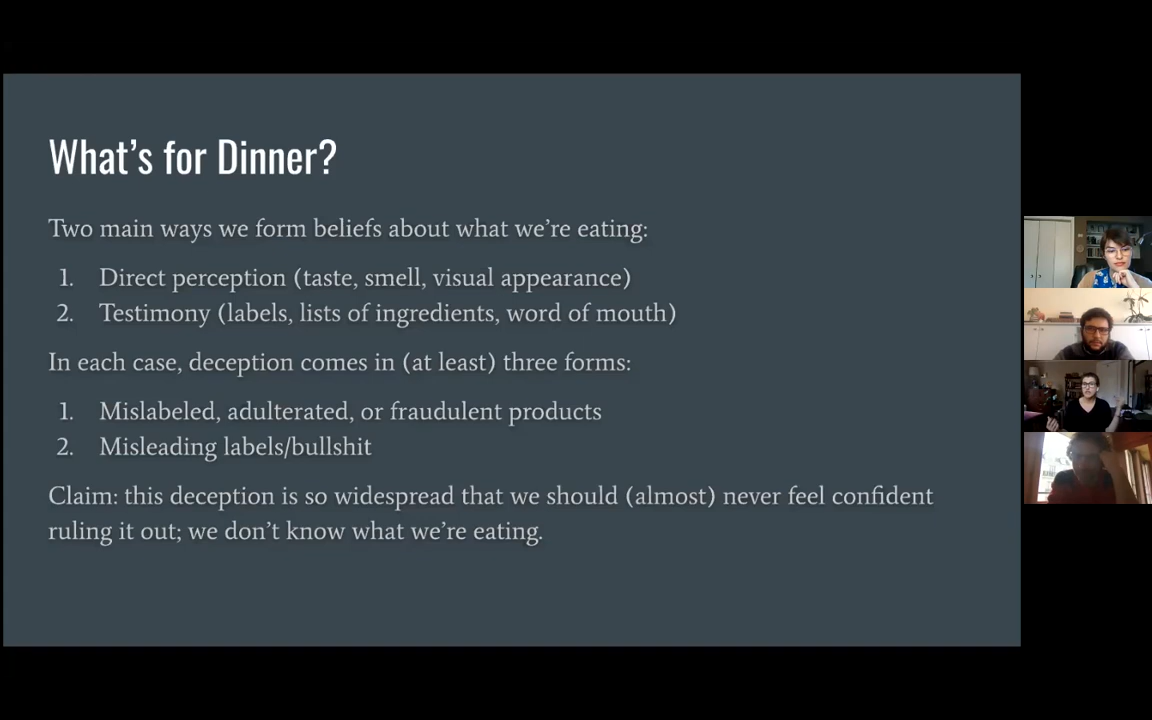 What's for Dinner?
Two main ways we form beliefs about what we're eating:
1. Direct perception (taste, smell, visual appearance)
2. Testimony (labels, lists of ingredients, word of mouth)
In each case, deception comes in (at least) three forms:
1. Mislabeled, adulterated, or fraudulent products
2. Misleading labels/bullshit
Claim: this deception is so widespread that we should (almost) never feel confident
ruling it out; we don't know what we're eating.